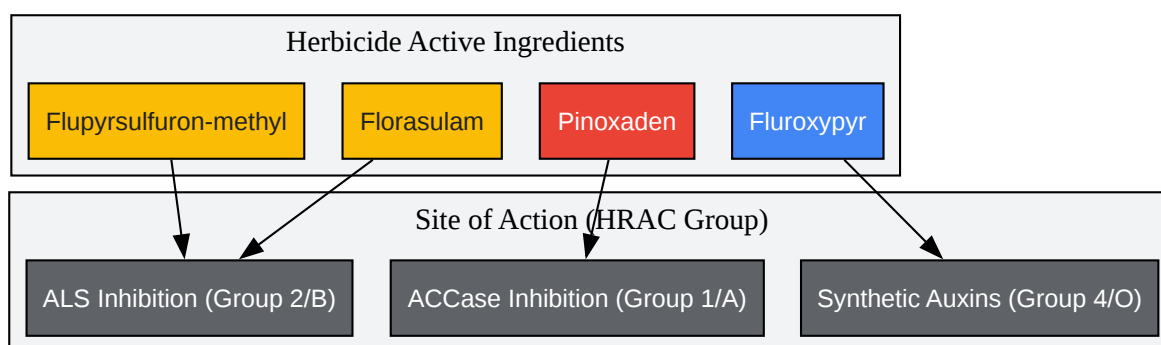 Herbicide Active Ingredients
Flupyrsulfuron-methyl
Florasulam
Pinoxaden
Fluroxypyr
Site of Action (HRAC Group)
ALS Inhibition (Group 2/B)
ACCase Inhibition (Group 1/A)
Synthetic Auxins (Group 4/O)